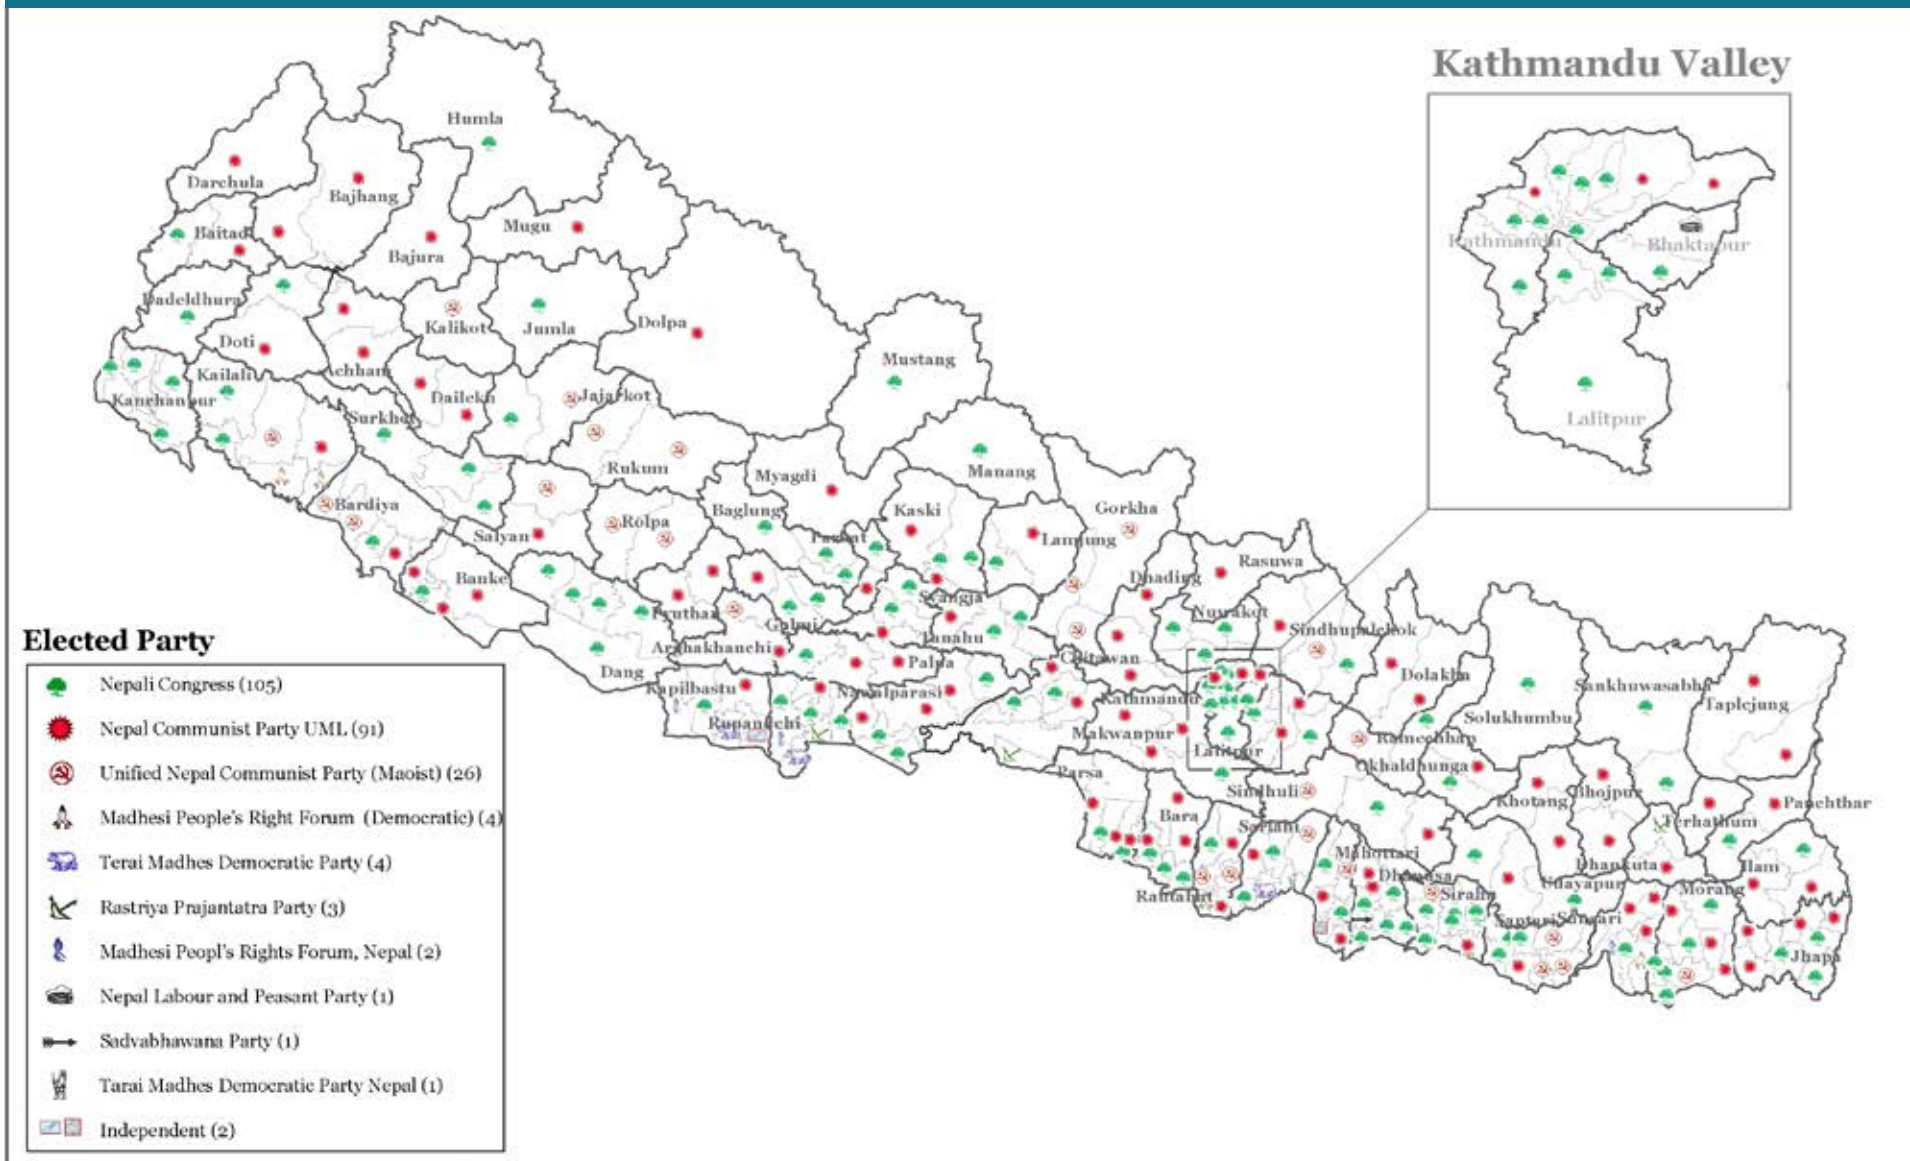 Kathmandu Valley
Humla
Darchula
Bajhang
Mugu
Baitadi
Bajura
Dadeldhura
Kalikot
Jumla
Dolpa
Doti
Achham
Mustang
Kailali
Kanchanpur
Dailekh
Jajarkot
Surkhet
Rukum
Manang
Myagdi
Bardiya
Baglung
Kaski
Gorkha
Rolpa
Salyan
Parbat
Lamjung
Rasuwa
Banke
Dhading
Pyuthan
Syangja
Nuwakot
Gulmi
Tanahu
Sindhupalchok
Arghakhanchi
Palpa
Chitawan
Dang
Dolakha
Kapilbastu
Nawalparasi
Kathmandu
Sankhuwasabha
Taplejung
Rupandehi
Makwanpur
Solukhumbu
Lalitpur
Ramechhap
Parsa
Okhaldhunga
Sindhuli
Khotang
Bhojpur
Panchthar
Bara
Sarlahi
Terhathum
Mahottari
Dhanusa
Dhankuta
Ilam
Rautahat
Siraha
Udayapur
Morang
Saptari
Sunsari
Jhapa
Kathmandu
Bhaktapur
Lalitpur
Elected Party
Nepali Congress (105)
Nepal Communist Party UML (91)
Unified Nepal Communist Party (Maoist) (26)
Madhesi People's Right Forum (Democratic) (4)
Terai Madhes Democratic Party (4)
Rastriya Prajantatra Party (3)
Madhesi Peopl's Rights Forum, Nepal (2)
Nepal Labour and Peasant Party (1)
Sadvabhawana Party (1)
Tarai Madhes Democratic Party Nepal (1)
Independent (2)